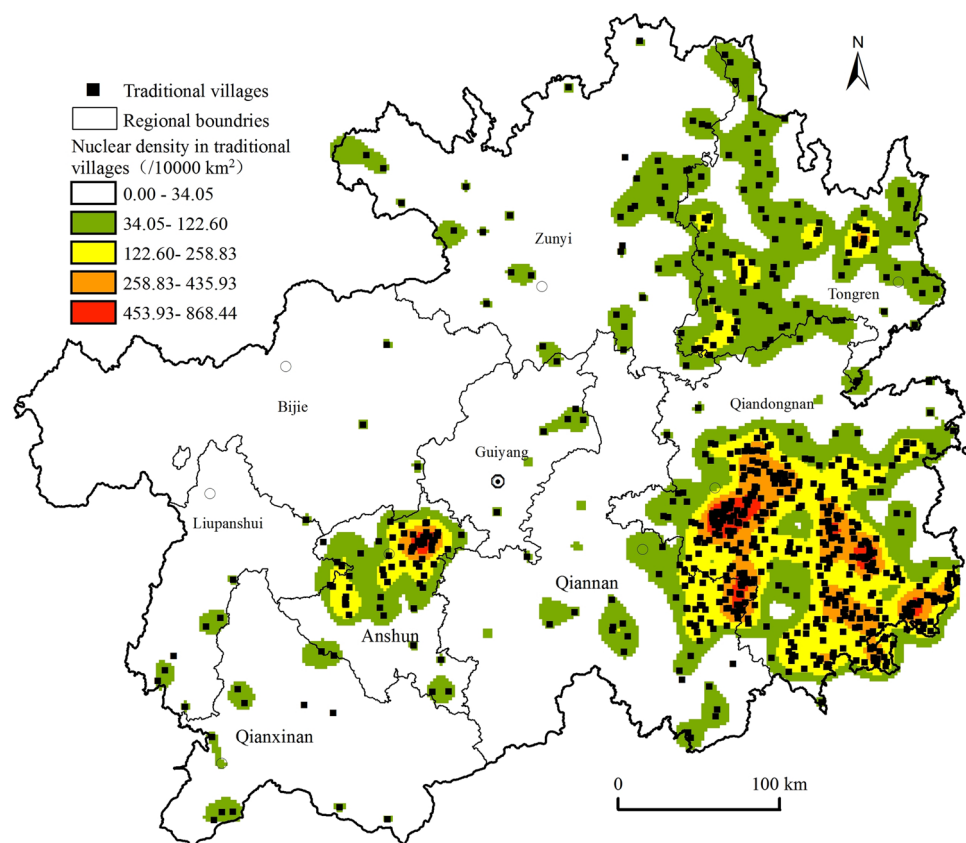 N
Traditional villages
Regional boundries
Nuclear density in traditional
villages（/10000 km²）
0.00 - 34.05
34.05- 122.60
122.60 - 258.83
258.83- 435.93
453.93- 868.44
Zunyi
Tongren
Bijie
Qiandongnan
Guiyang
Liupanshui
Qiannan
Anshun
Qianxinan
0 100 km